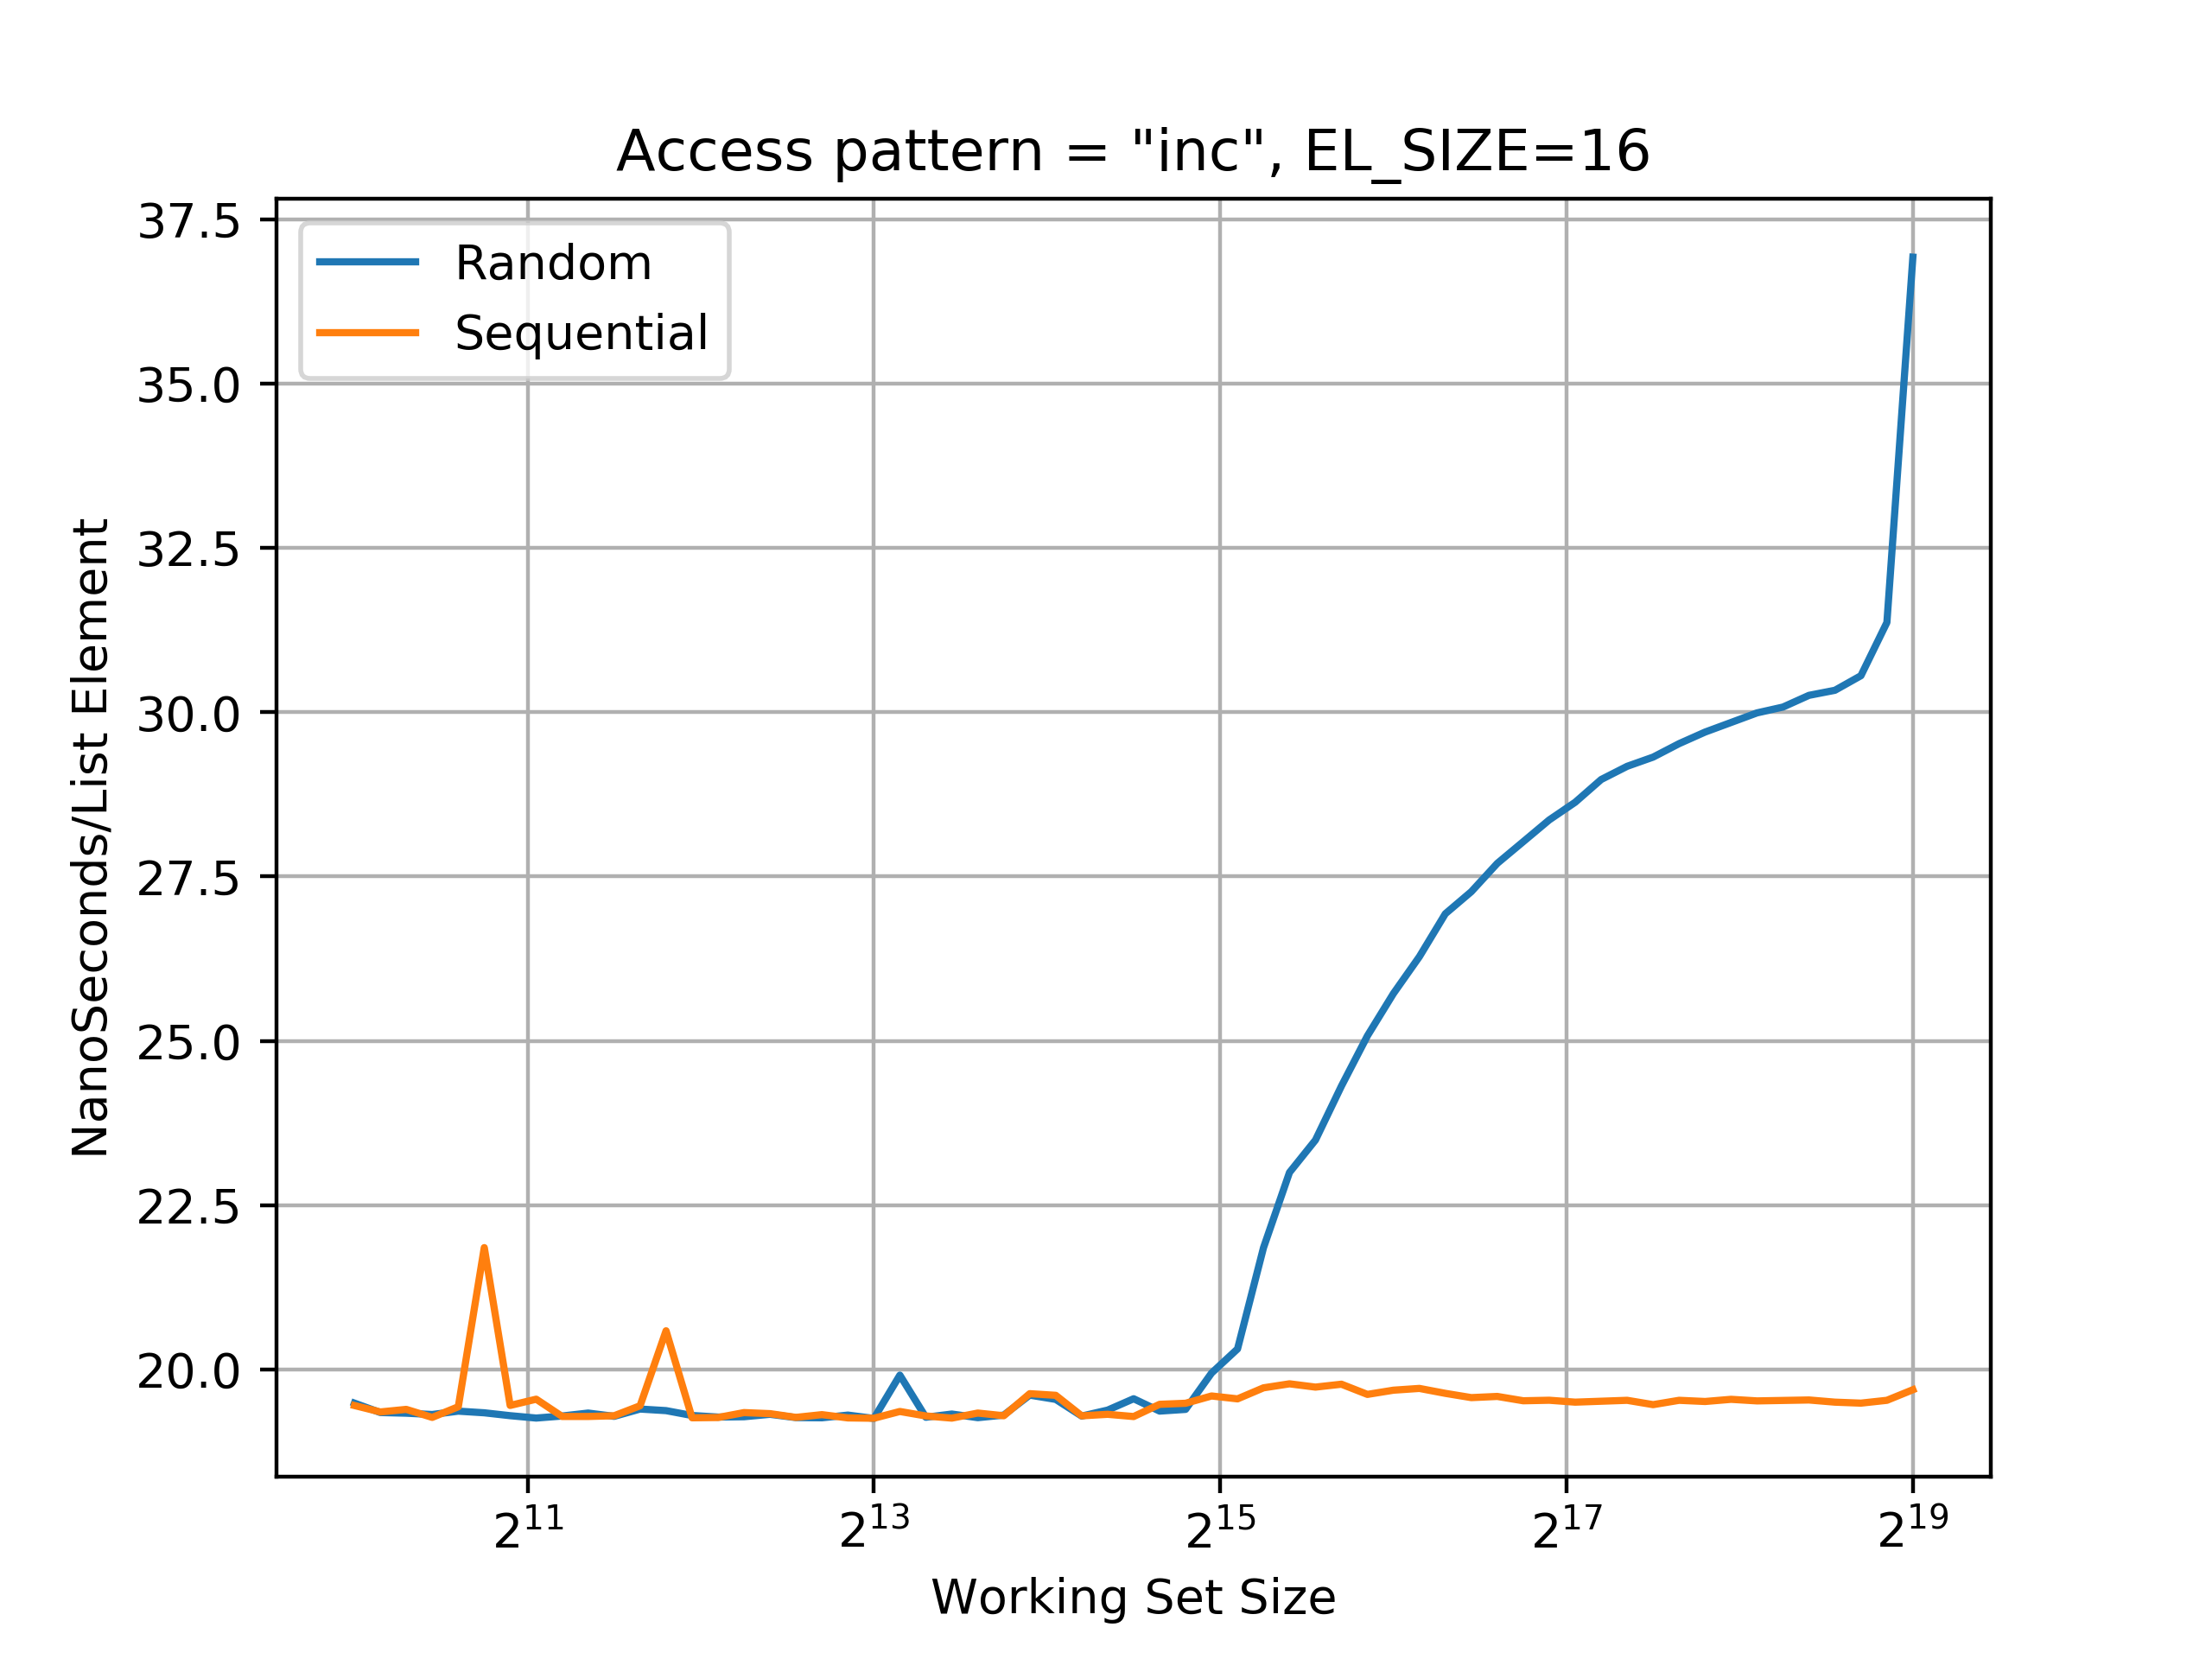 Access pattern = "inc", EL_SIZE=16
Random
Sequential
37.5
35.0
32.5
30.0
27.5
25.0
22.5
20.0
NanoSeconds/List Element
2^11 2^13 2^15 2^17 2^19
Working Set Size